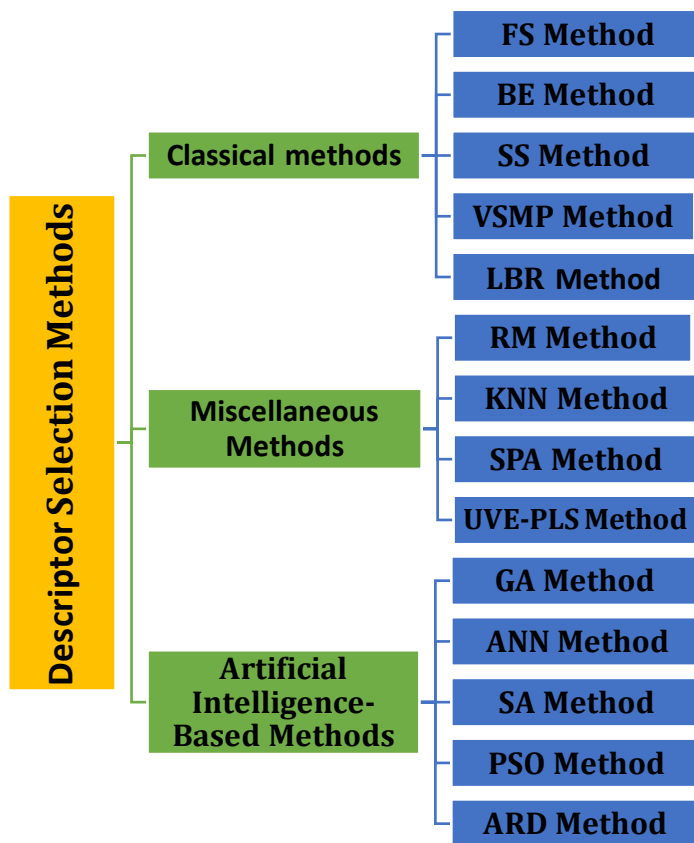 Descriptor Selection Methods
Classical methods
FS Method
BE Method
SS Method
VSMP Method
LBR Method
Miscellaneous
Methods
RM Method
KNN Method
SPA Method
UVE-PLS Method
Artificial
Intelligence-
Based Methods
GA Method
ANN Method
SA Method
PSO Method
ARD Method